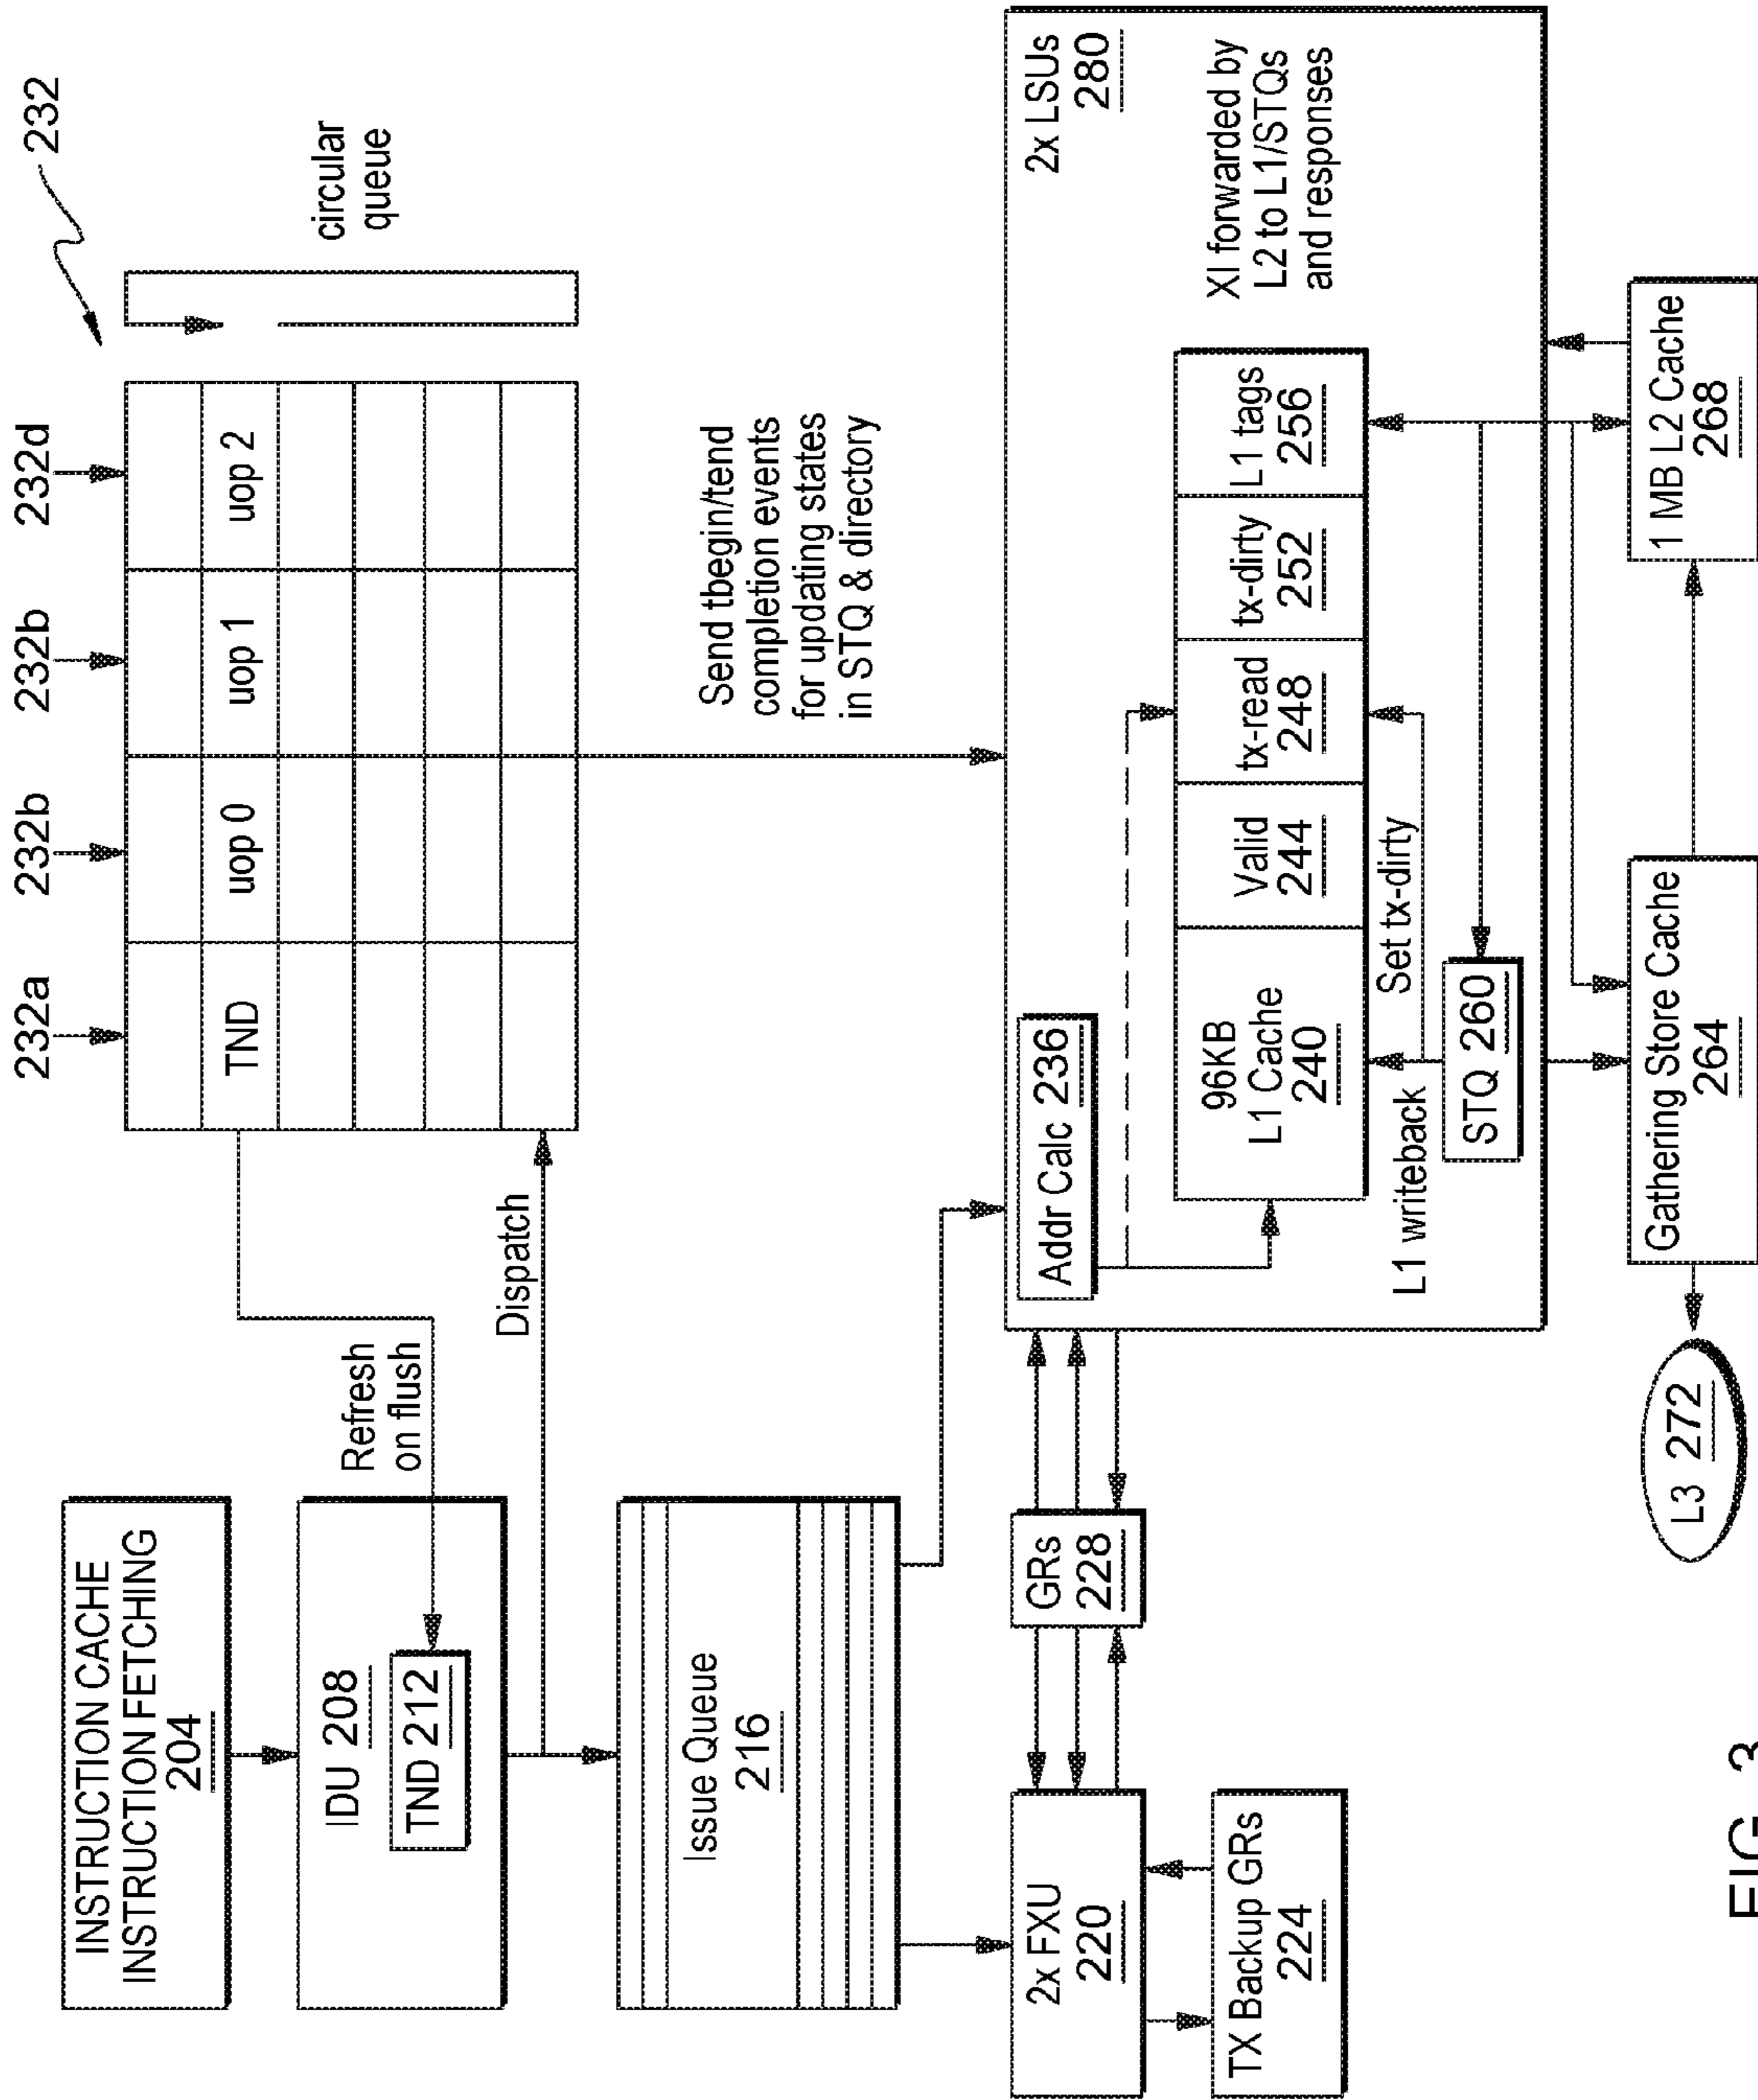 INSTRUCTION CACHE
INSTRUCTION FETCHING
204
IDU 208
TND 212
Refresh
on flush
Dispatch
232a
232b
232b
232d
232
TND
uop 0
uop 1
uop 2
circular
queue
Issue Queue
216
Send tbegin/tend
completion events
for updating states
in STQ & directory
2x FXU
220
GRs
228
TX Backup GRs
224
2x LSUs
280
Addr Calc 236
96KB
L1 Cache
240
Valid
244
tx-read
248
tx-dirty
252
L1 tags
256
XI forwarded by
L2 to L1/STQs
and responses
L1 writeback
Set tx-dirty
STQ 260
L3 272
Gathering Store Cache
264
1 MB L2 Cache
268
FIG. 3